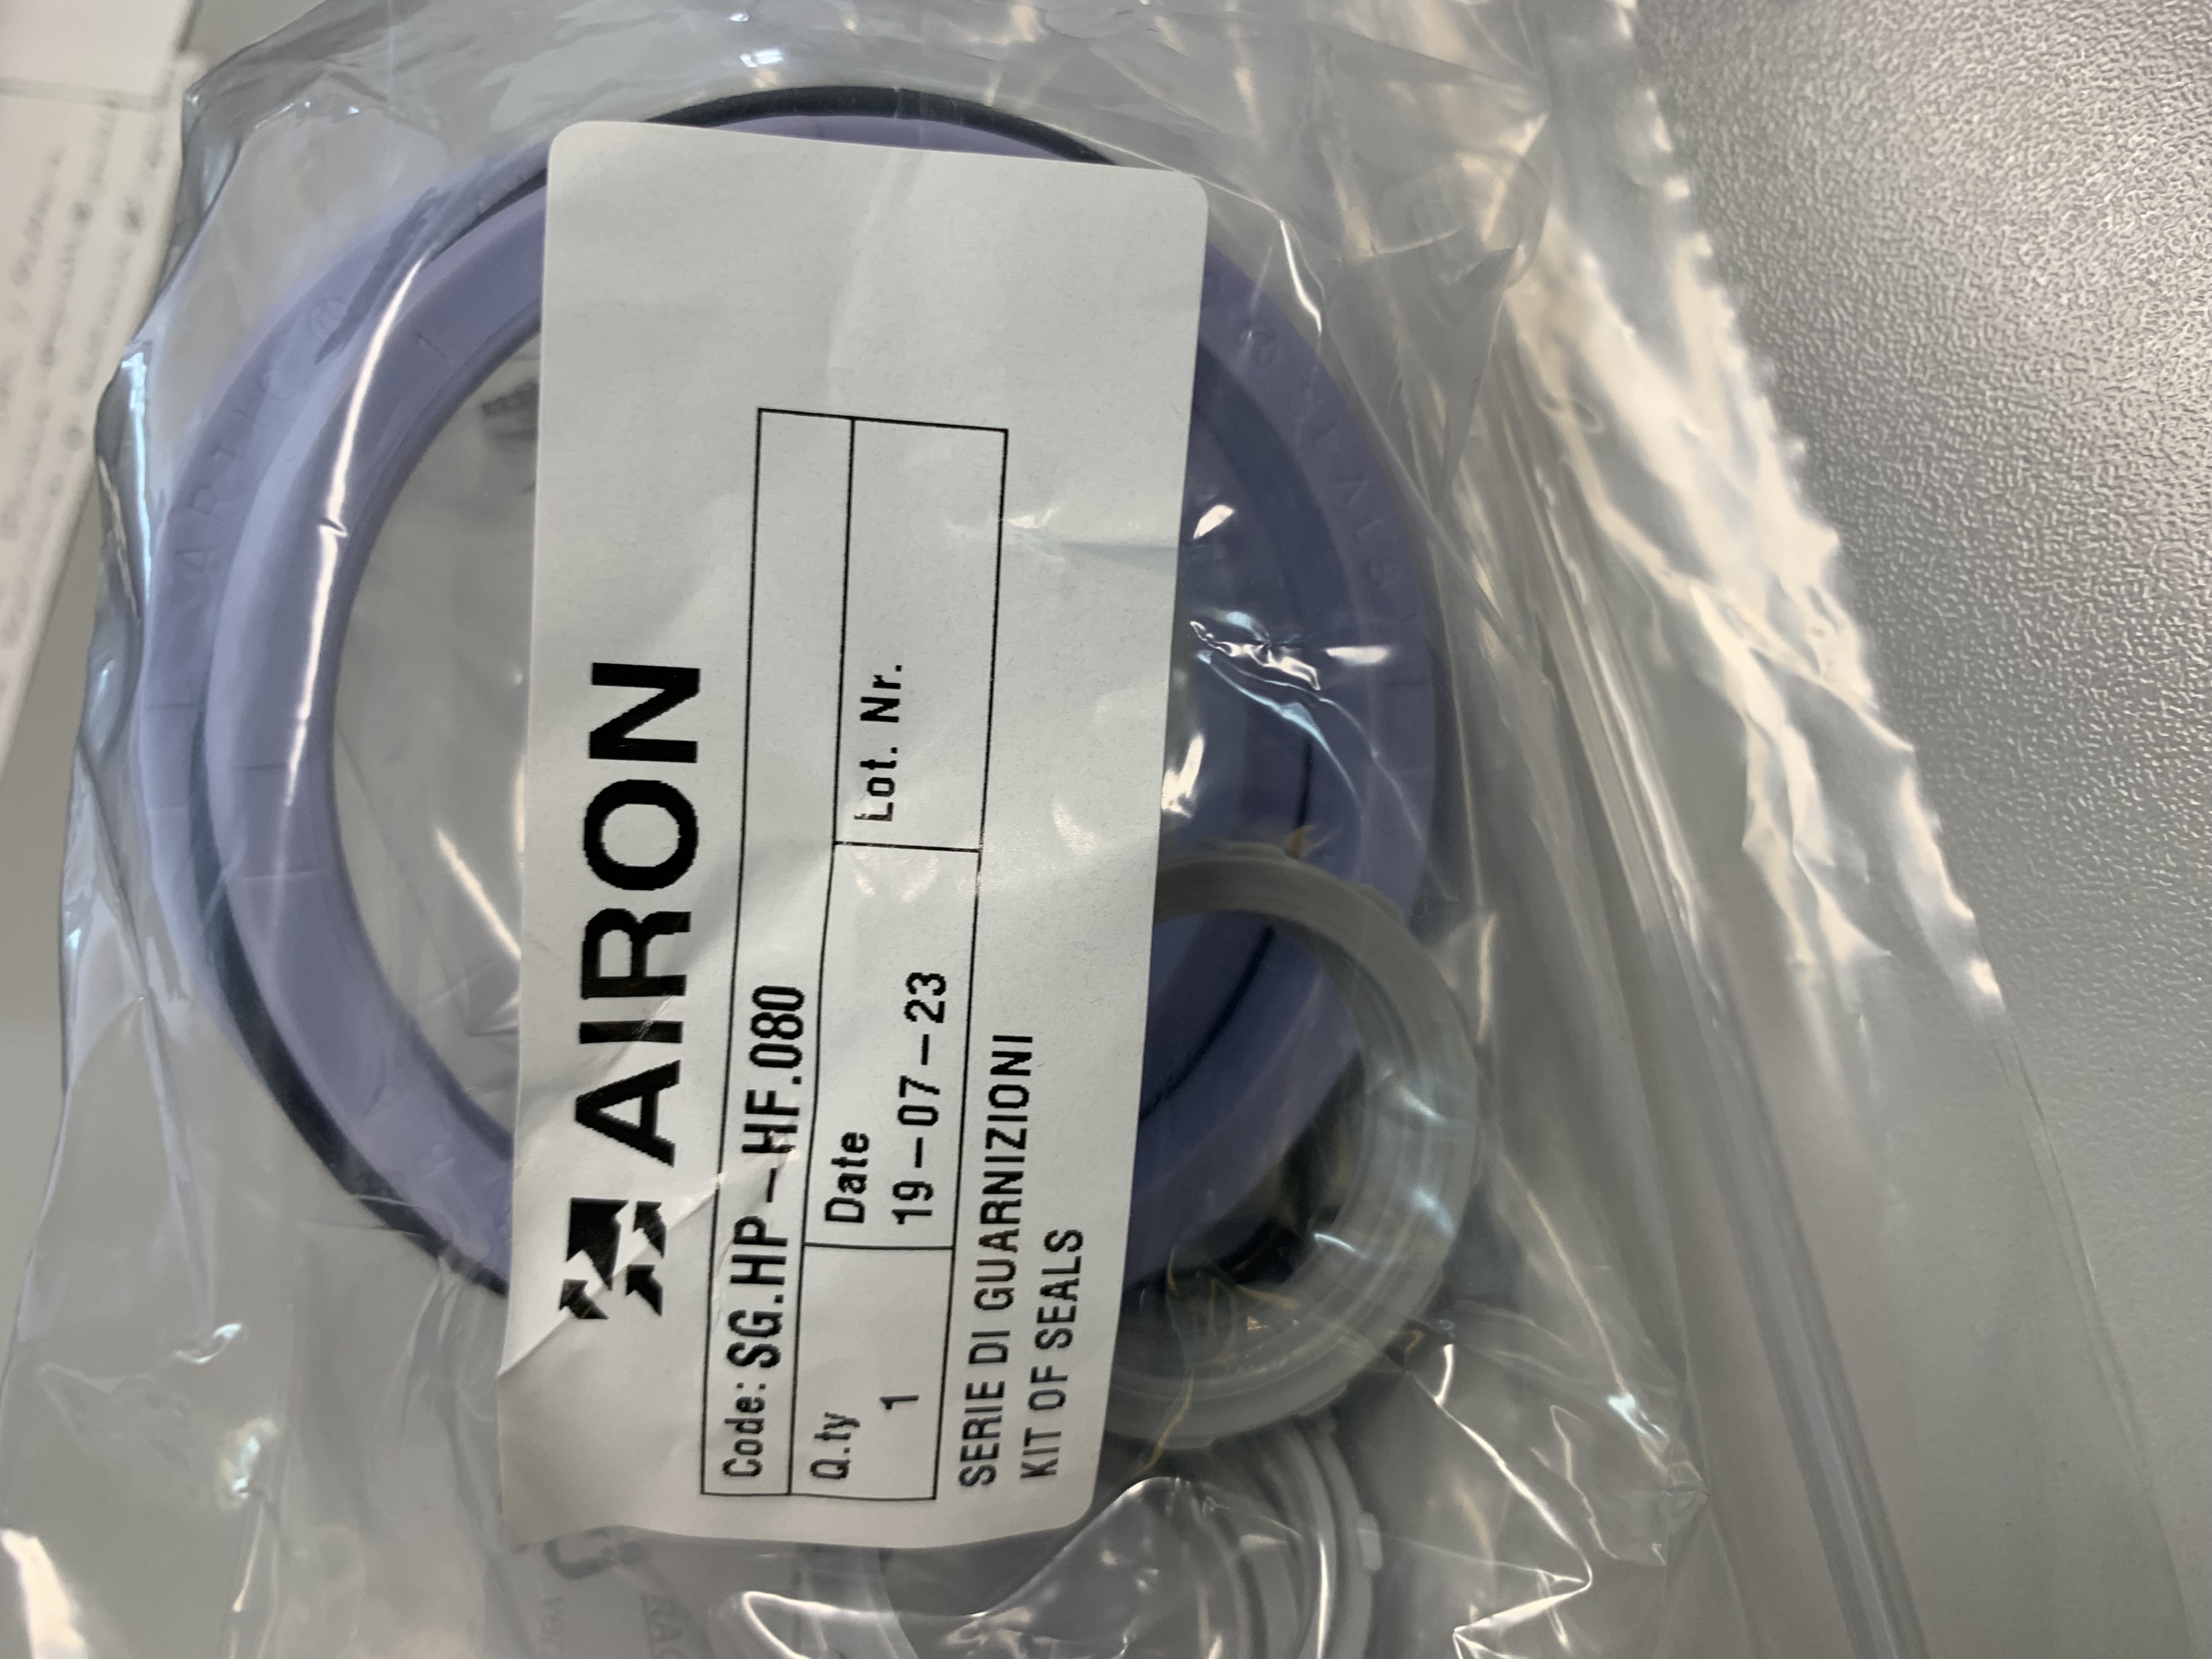 AIRON
Code: SG.HP-HF.080
Q.ty
1
Date
19-07-23
Lot. Nr.
SERIE DI GUARNIZIONI
KIT OF SEALS